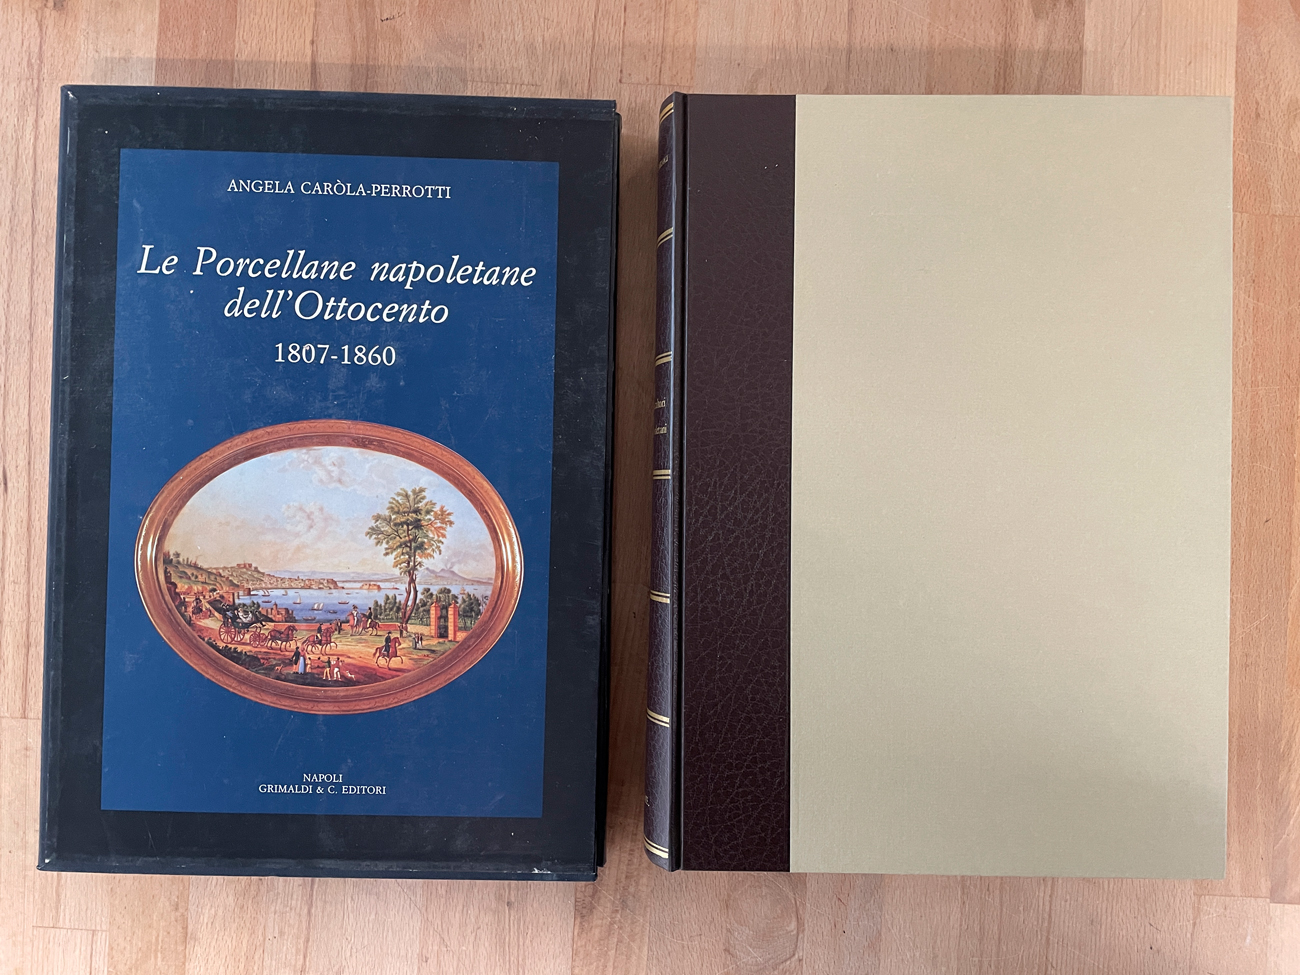 ANGELA CARÒLA-PERROTTI
Le Porcellane napoletane
dell'Ottocento
1807-1860
NAPOLI
GRIMALDI & C. EDITORI